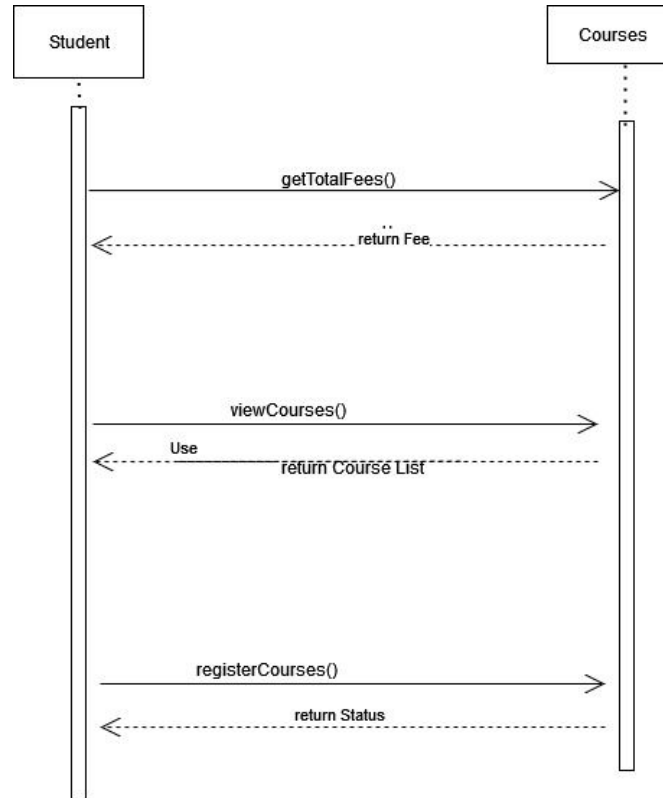 Student
Courses
getTotalFees()
..
return Fee
viewCourses()
Use
return Course List
registerCourses()
return Status